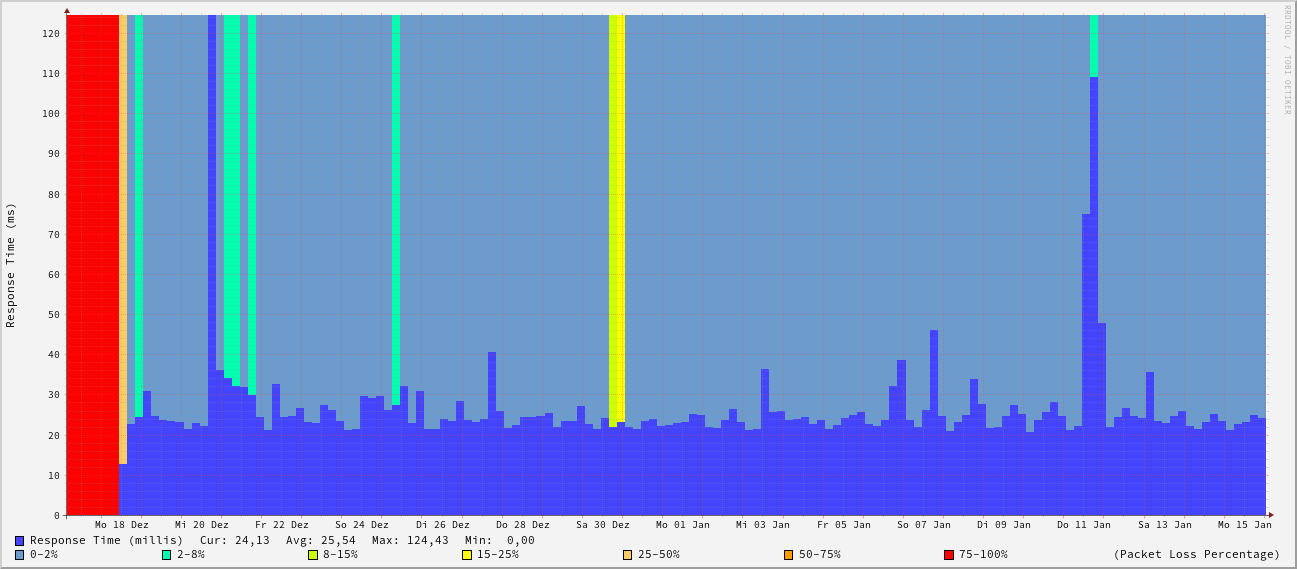 RRDTOOL / TOBI OETIKER
Response Time (ms)
120
110
100
90
80
70
60
50
40
30
20
10
0
Mo 18 Dez Mi 20 Dez Fr 22 Dez So 24 Dez Di 26 Dez Do 28 Dez Sa 30 Dez Mo 01 Jan Mi 03 Jan Fr 05 Jan So 07 Jan Di 09 Jan Do 11 Jan Sa 13 Jan Mo 15 Jan
Response Time (millis) Cur: 24,13 Avg: 25,54 Max: 124,43 Min: 0,00
0-2% 2-8% 8-15% 15-25% 25-50% 50-75% 75-100% (Packet Loss Percentage)